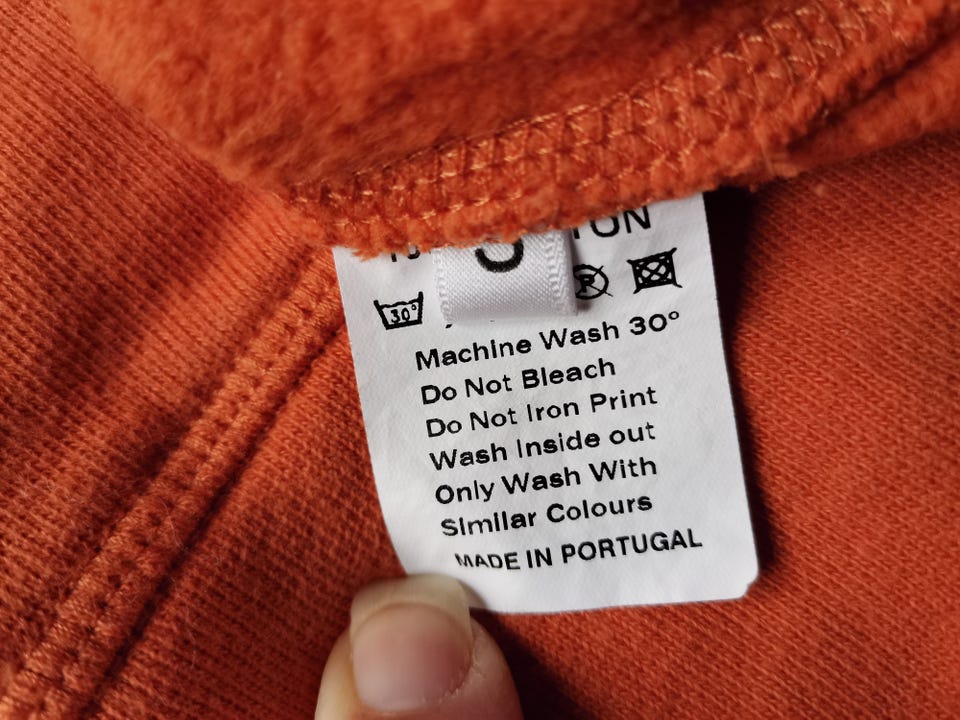 30°
P
Machine Wash 30°
Do Not Bleach
Do Not Iron Print
Wash Inside out
Only Wash With
Similar Colours
MADE IN PORTUGAL